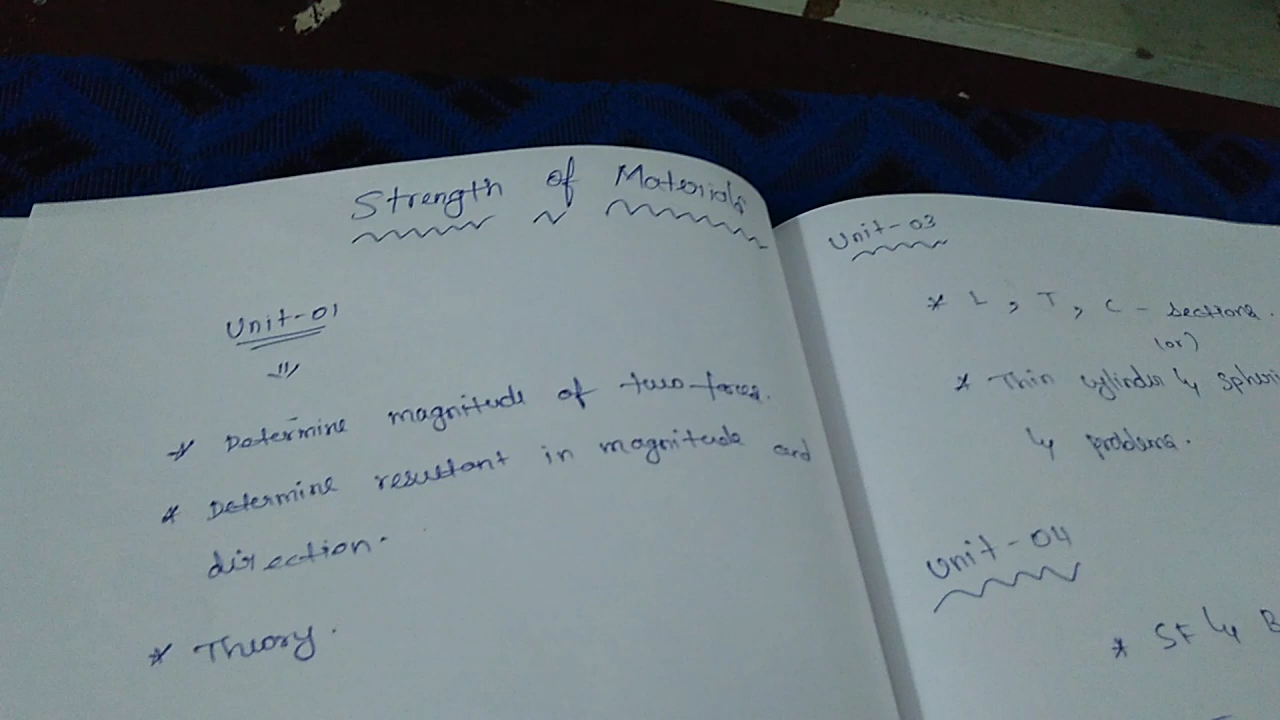 Strength of Materials
Unit-01
* Determine magnitude of two forces.
* Determine resultant in magnitude and
direction.
* Theory.
Unit-03
* L, T, C - sections.
(or)
* Thin cylinder & spheri
& problems.
Unit-04
* SF & B